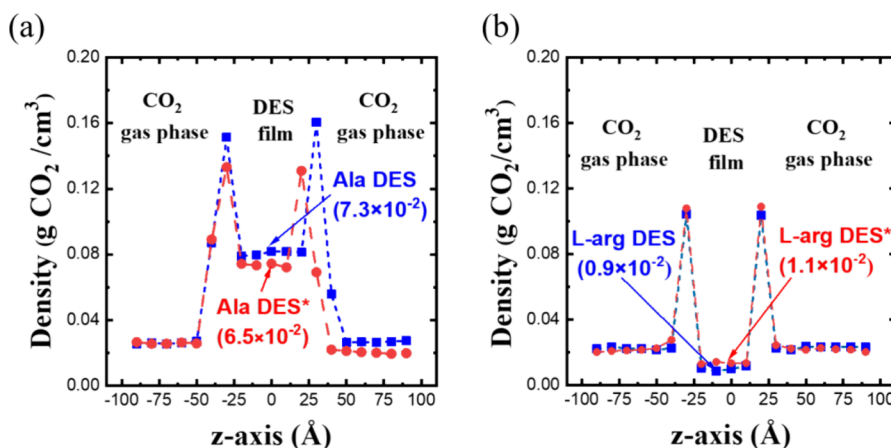 (a)
0.20
0.16
0.12
0.08
0.04
0.00
Density (g CO₂/cm³)
CO₂
gas phase
DES
film
CO₂
gas phase
Ala DES
(7.3×10⁻²)
Ala DES*
(6.5×10⁻²)
-100 -75 -50 -25 0 25 50 75 100
z-axis (Å)
(b)
0.20
0.16
0.12
0.08
0.04
0.00
Density (g CO₂/cm³)
CO₂
gas phase
DES
film
CO₂
gas phase
L-arg DES
(0.9×10⁻²)
L-arg DES*
(1.1×10⁻²)
-100 -75 -50 -25 0 25 50 75 100
z-axis (Å)